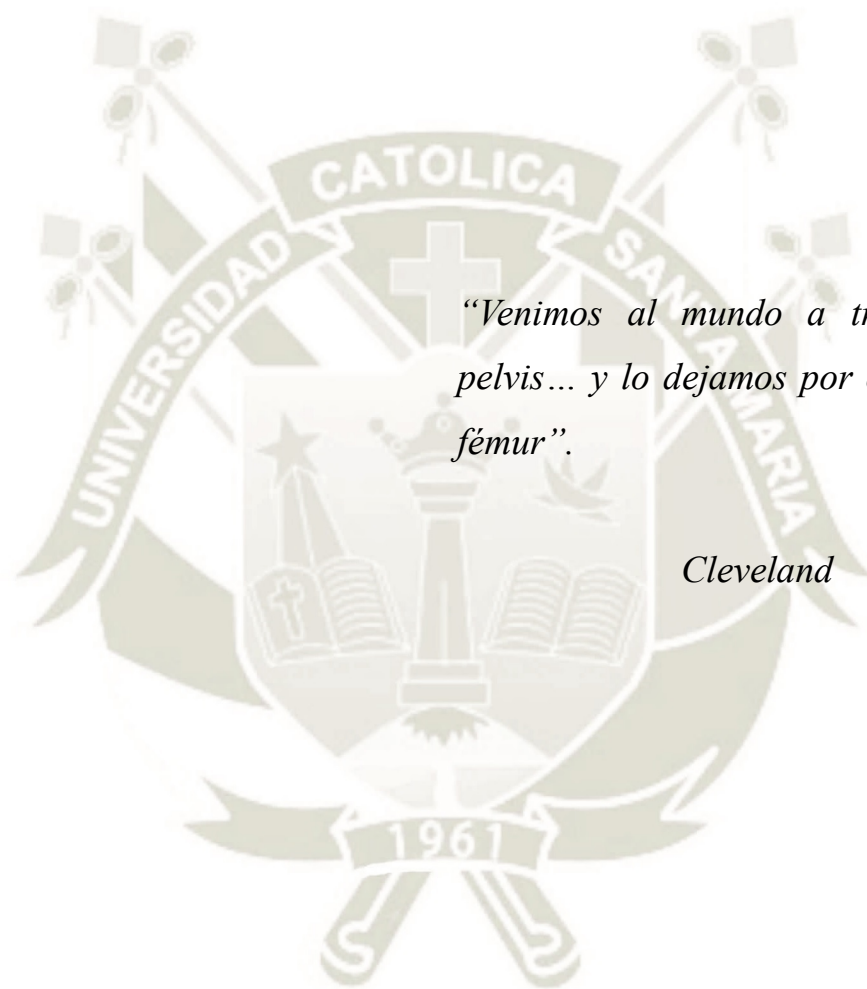 CATOLICA
UNIVERSIDAD
SANTA MARIA
“Venimos al mundo a tr
pelvis… y lo dejamos por
fémur”.
Cleveland
1961